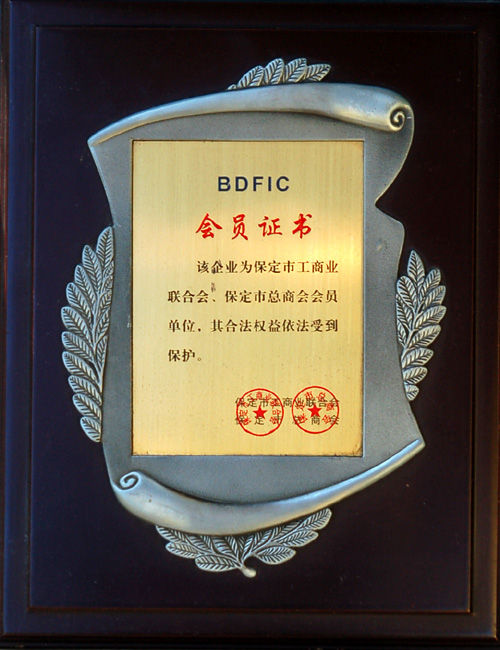 BDFIC
会员证书
该企业为保定市工商业
联合会、保定市总商会会员
单位，其合法权益依法受到
保护。
保定市工商业联合会
保定市总商会